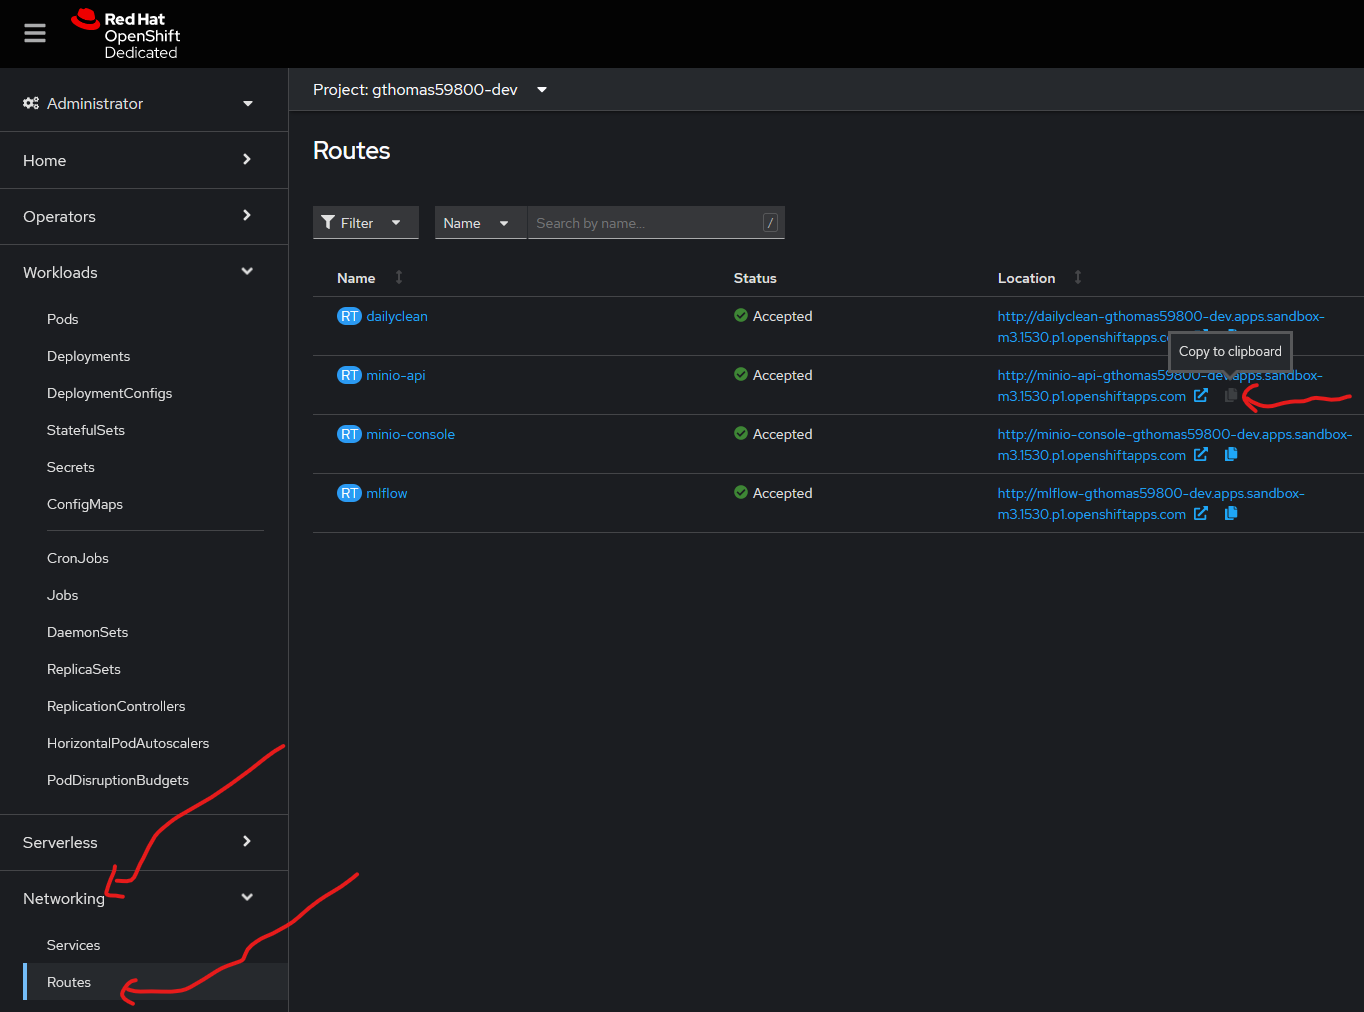 Red Hat
OpenShift
Dedicated
Administrator
Project: gthomas59800-dev
Home
Operators
Workloads
Pods
Deployments
DeploymentConfigs
StatefulSets
Secrets
ConfigMaps
CronJobs
Jobs
DaemonSets
ReplicaSets
ReplicationControllers
HorizontalPodAutoscalers
PodDisruptionBudgets
Serverless
Networking
Services
Routes
Routes
Filter
Name
Search by name...
/
Name
Status
Location
RT dailyclean
Accepted
http://dailyclean-gthomas59800-dev.apps.sandbox-
m3.1530.p1.openshiftapps.co
Copy to clipboard
RT minio-api
Accepted
http://minio-api-gthomas59800-dev.apps.sandbox-
m3.1530.p1.openshiftapps.com
RT minio-console
Accepted
http://minio-console-gthomas59800-dev.apps.sandbox-
m3.1530.p1.openshiftapps.com
RT mlflow
Accepted
http://mlflow-gthomas59800-dev.apps.sandbox-
m3.1530.p1.openshiftapps.com